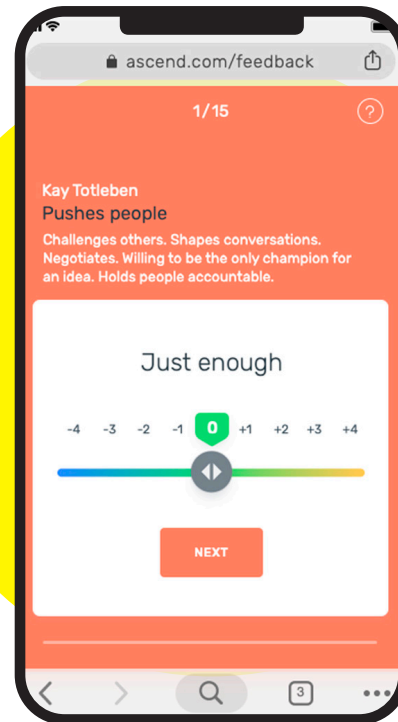 ascend.com/feedback
1/15
?
Kay Totleben
Pushes people
Challenges others. Shapes conversations.
Negotiates. Willing to be the only champion for
an idea. Holds people accountable.
Just enough
-4 -3 -2 -1 0 +1 +2 +3 +4
NEXT
3